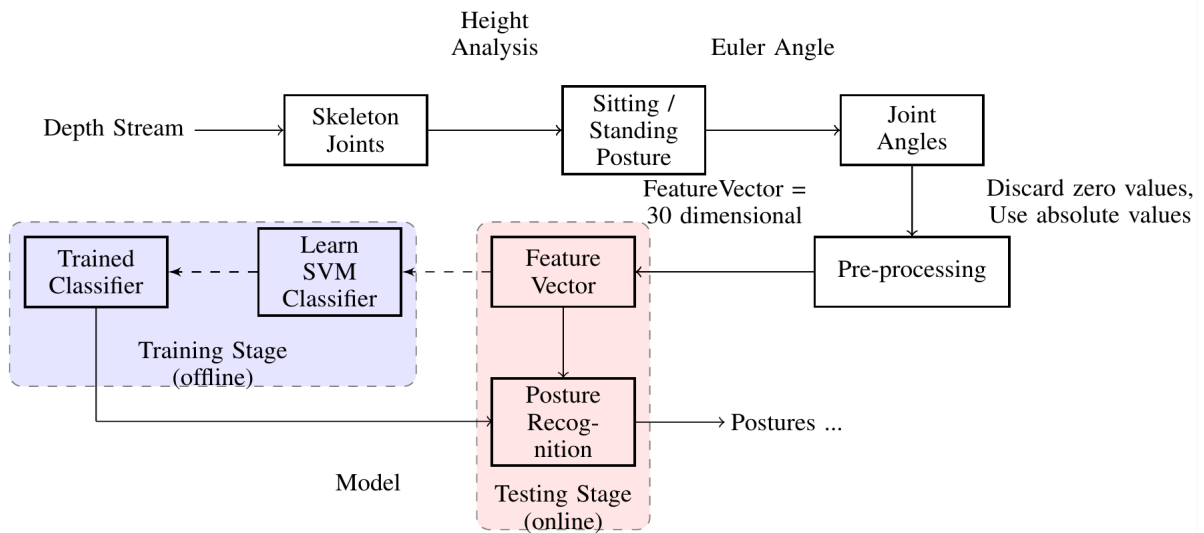 Height
Analysis
Euler Angle
Depth Stream
Skeleton
Joints
Sitting /
Standing
Posture
Joint
Angles
FeatureVector =
30 dimensional
Discard zero values,
Use absolute values
Trained
Classifier
Learn
SVM
Classifier
Feature
Vector
Pre-processing
Training Stage
(offline)
Posture
Recog-
nition
Postures ...
Model
Testing Stage
(online)